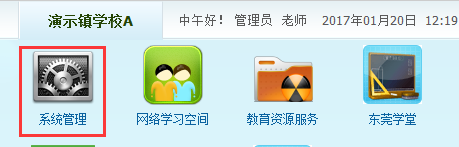 演示镇学校A 中午好! 管理员 老师 2017年01月20日 12:19
系统管理 网络学习空间 教育资源服务 东莞学堂